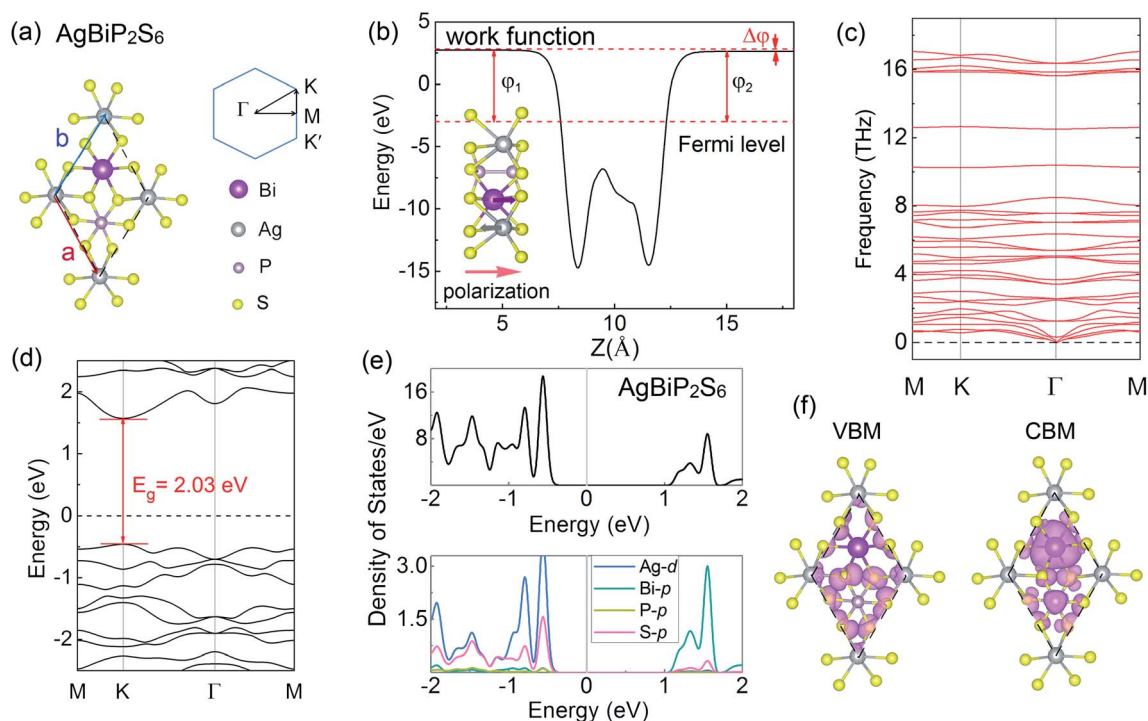 (a) AgBiP₂S₆
K
Γ
M
K′
b
a
Bi
Ag
P
S
(b)
work function
Δφ
φ₁
φ₂
Fermi level
polarization
Energy (eV)
5
0
-5
-10
-15
5
10
15
Z(Å)
(c)
Frequency (THz)
16
12
8
4
0
M K Γ M
(d)
Energy (eV)
2
1
0
-1
-2
E_g= 2.03 eV
M K Γ M
(e)
AgBiP₂S₆
Density of States/eV
16
8
-2 -1 0 1 2
Energy (eV)
3.0
1.5
Ag-d
Bi-p
P-p
S-p
-2 -1 0 1 2
Energy (eV)
(f)
VBM
CBM